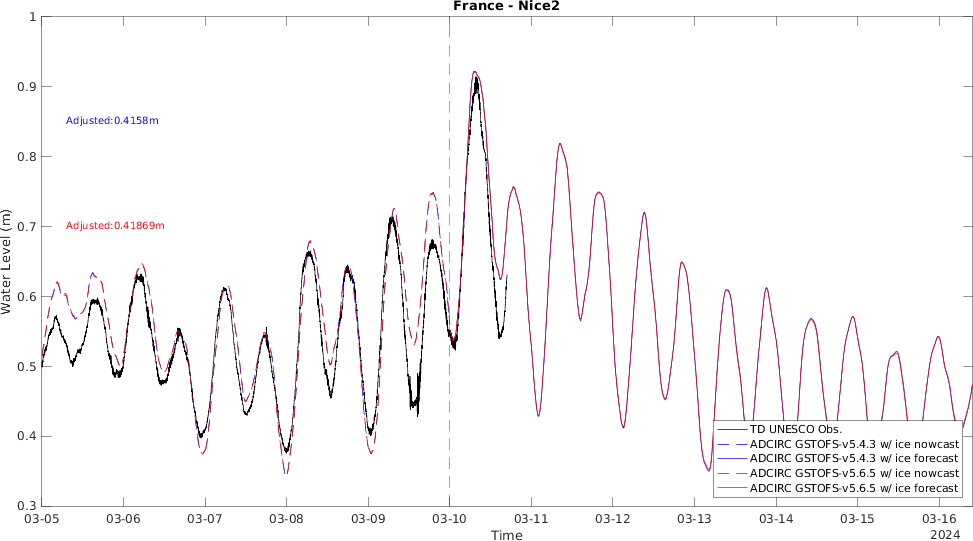 France - Nice2
1
0.9
0.8
0.7
0.6
0.5
0.4
0.3
Water Level (m)
Adjusted:0.4158m
Adjusted:0.41869m
TD UNESCO Obs.
ADCIRC GSTOFS-v5.4.3 w/ ice nowcast
ADCIRC GSTOFS-v5.4.3 w/ ice forecast
ADCIRC GSTOFS-v5.6.5 w/ ice nowcast
ADCIRC GSTOFS-v5.6.5 w/ ice forecast
03-05 03-06 03-07 03-08 03-09 03-10 03-11 03-12 03-13 03-14 03-15 03-16
Time
2024